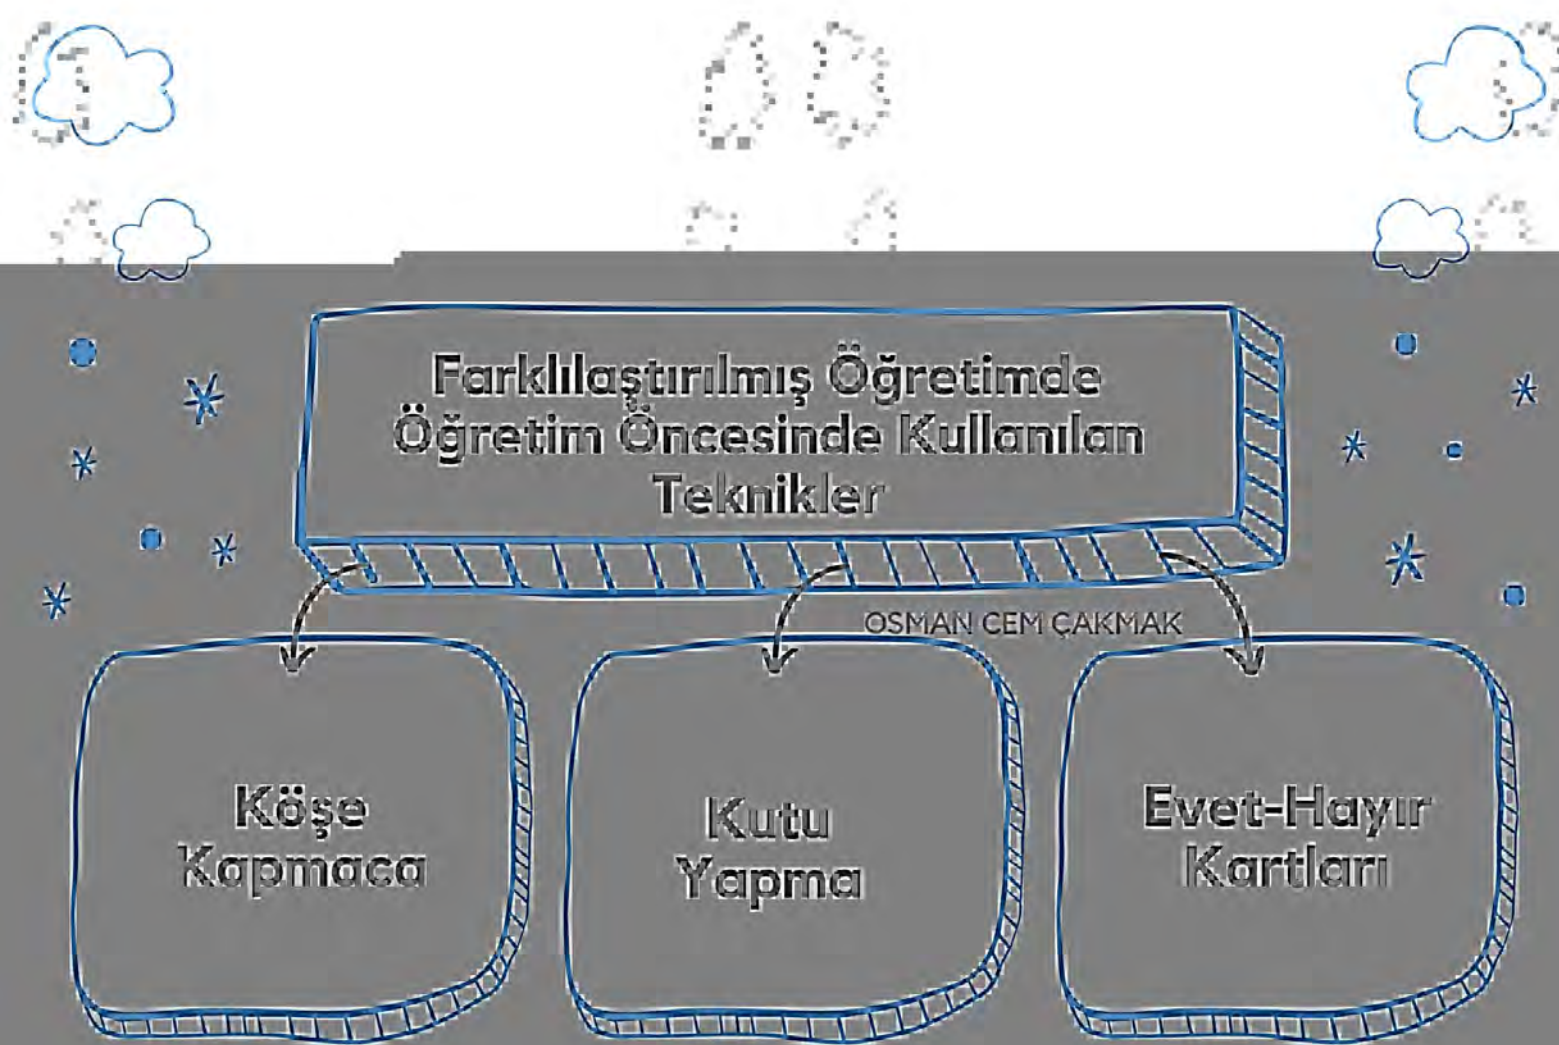 Farklılaştırılmış Öğretimde
Öğretim Öncesinde Kullanılan
Teknikler
OSMAN CEM ÇAKMAK
Köşe
Kapmaca
Kutu
Yapma
Evet-Hayır
Kartları